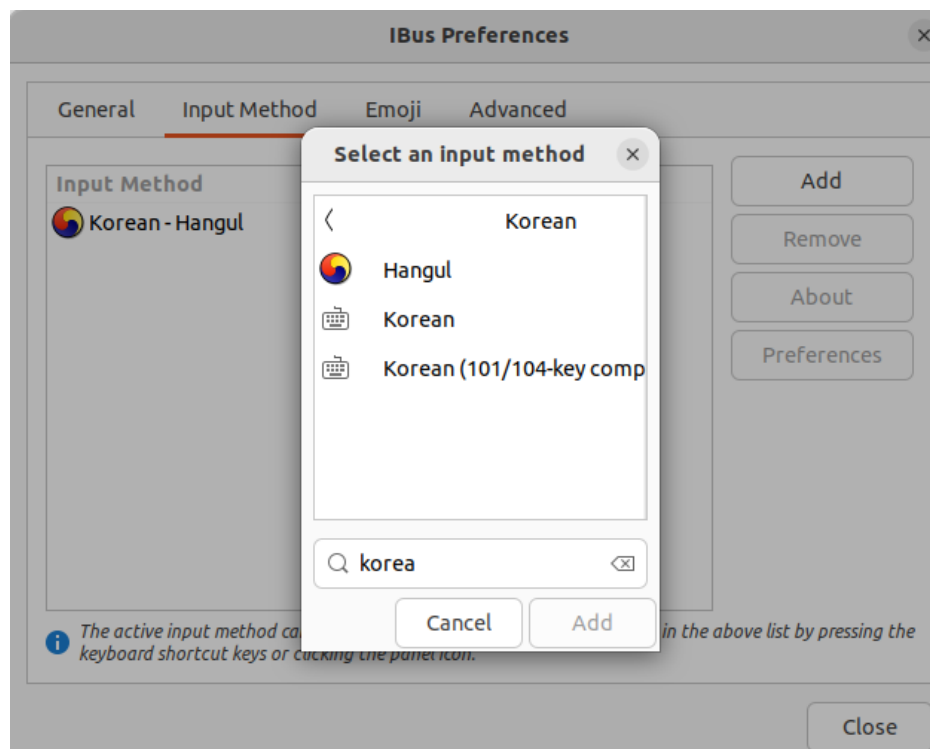 IBus Preferences
General Input Method Emoji Advanced
Select an input method
Input Method
Korean - Hangul
Korean
Hangul
Korean
Korean (101/104-key comp
korea
Cancel Add
Add
Remove
About
Preferences
The active input method in the above list by pressing the
keyboard shortcut keys or clicking the panel icon.
Close